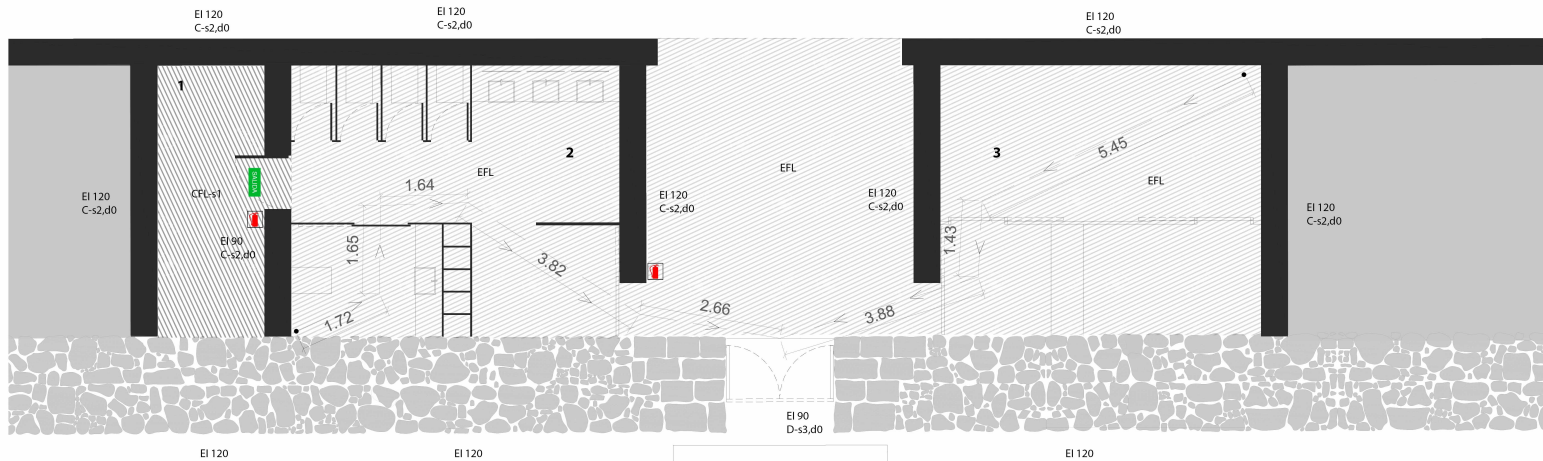 EI 120
C-s2,d0
EI 120
C-s2,d0
EI 120
C-s2,d0
1
2
3
5.45
EFL
EFL
EFL
1.64
SALIDA
CFL-s1
EI 120
C-s2,d0
EI 120
C-s2,d0
EI 120
C-s2,d0
EI 120
C-s2,d0
EI 90
C-s2,d0
1.65
1.43
3.82
2.66
3.88
1.72
EI 90
D-s3,d0
EI 120
EI 120
EI 120